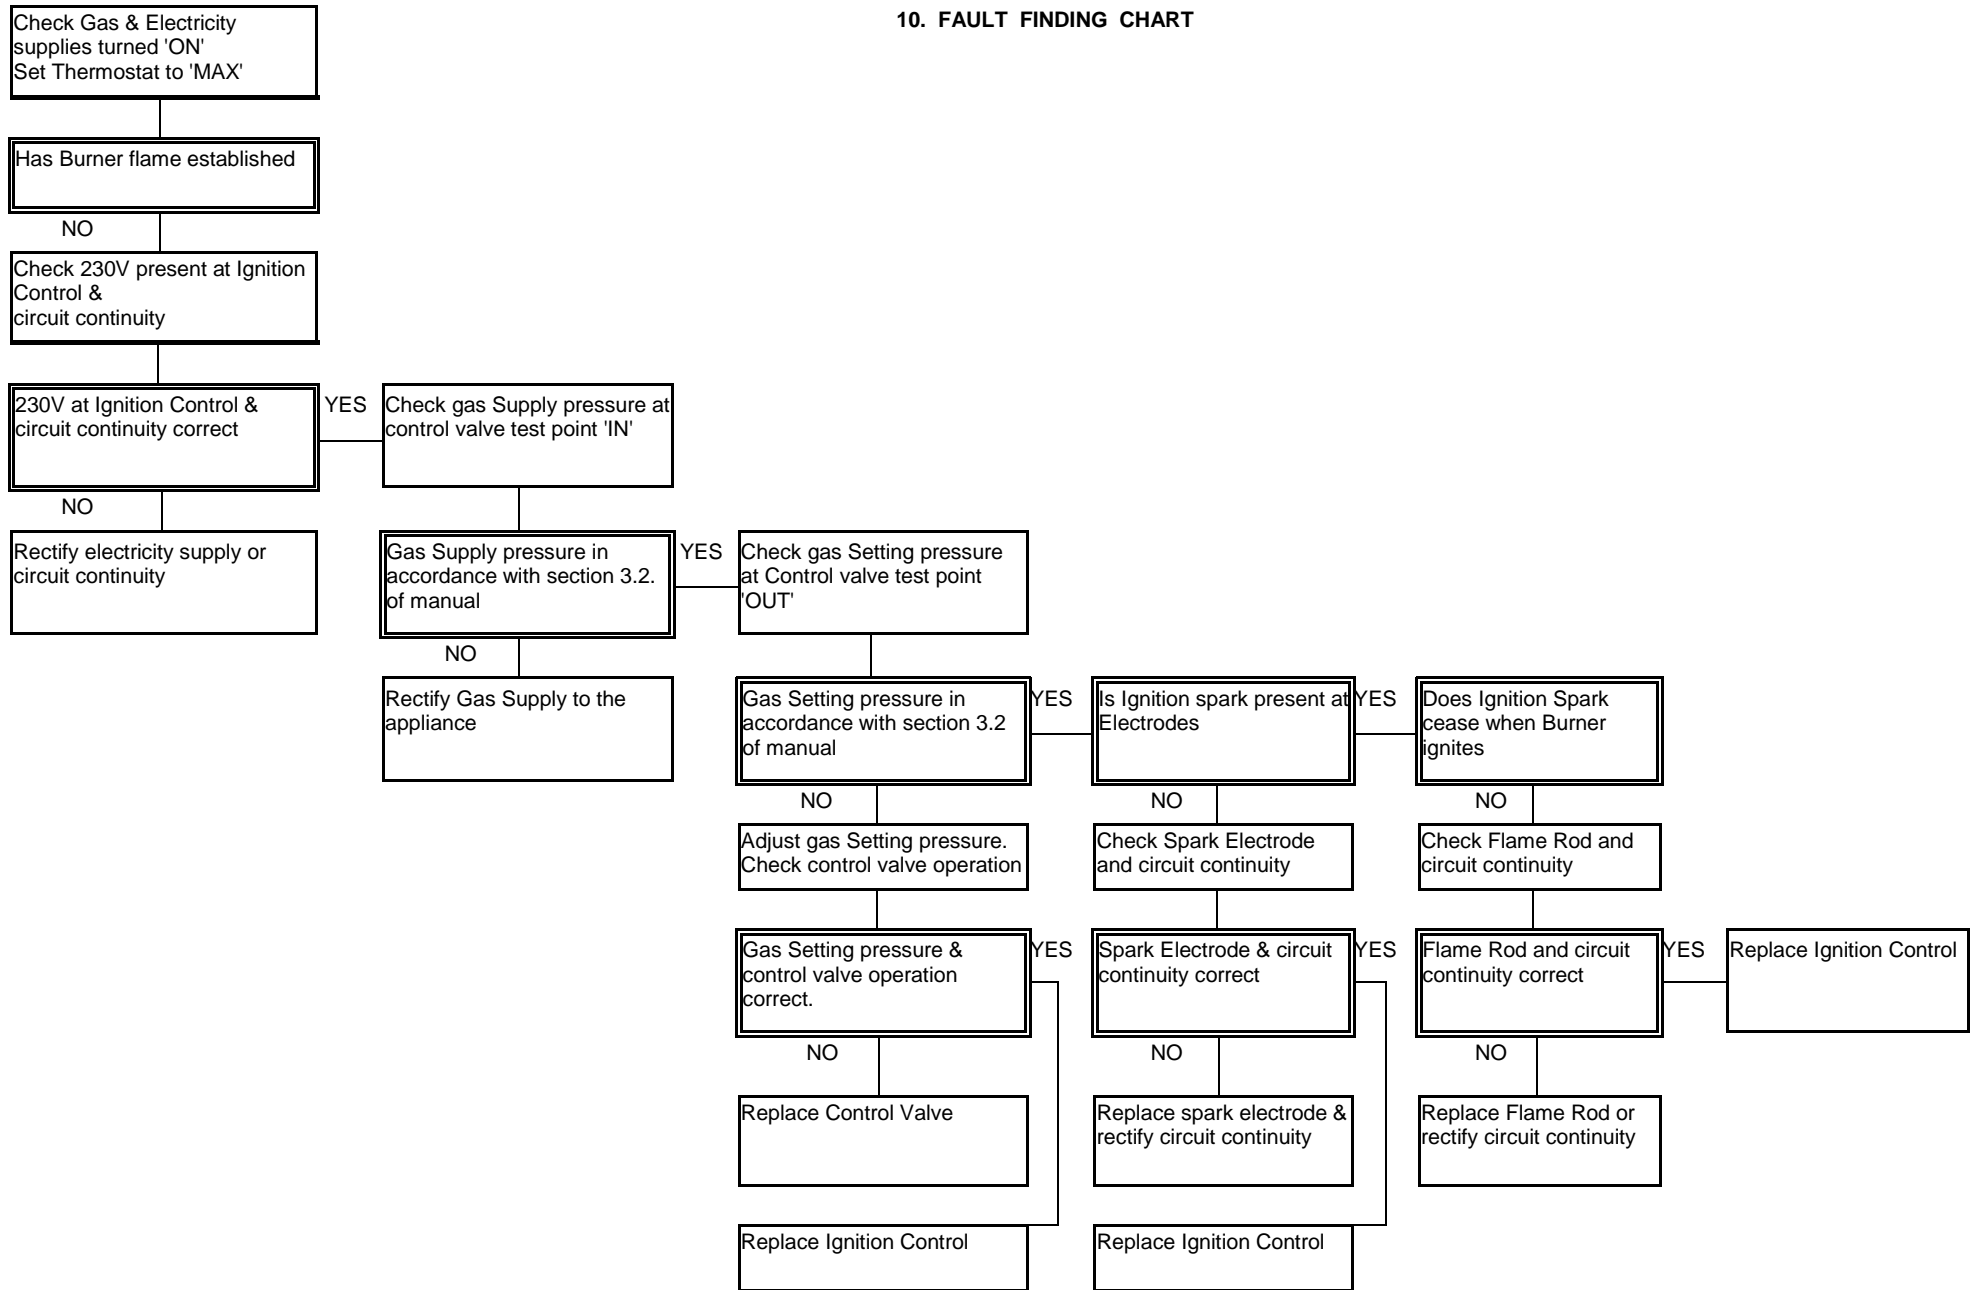 10. FAULT FINDING CHART
Check Gas & Electricity
supplies turned 'ON'
Set Thermostat to 'MAX'
Has Burner flame established
NO
Check 230V present at Ignition
Control &
circuit continuity
230V at Ignition Control &
circuit continuity correct
YES
Check gas Supply pressure at
control valve test point 'IN'
NO
Rectify electricity supply or
circuit continuity
Gas Supply pressure in
accordance with section 3.2.
of manual
YES
Check gas Setting pressure
at Control valve test point
'OUT'
NO
Rectify Gas Supply to the
appliance
Gas Setting pressure in
accordance with section 3.2
of manual
YES
Is Ignition spark present at
Electrodes
YES
Does Ignition Spark
cease when Burner
ignites
NO
NO
NO
Adjust gas Setting pressure.
Check control valve operation
Check Spark Electrode
and circuit continuity
Check Flame Rod and
circuit continuity
Gas Setting pressure &
control valve operation
correct.
YES
Spark Electrode & circuit
continuity correct
YES
Flame Rod and circuit
continuity correct
YES
Replace Ignition Control
NO
NO
NO
Replace Control Valve
Replace spark electrode &
rectify circuit continuity
Replace Flame Rod or
rectify circuit continuity
Replace Ignition Control
Replace Ignition Control